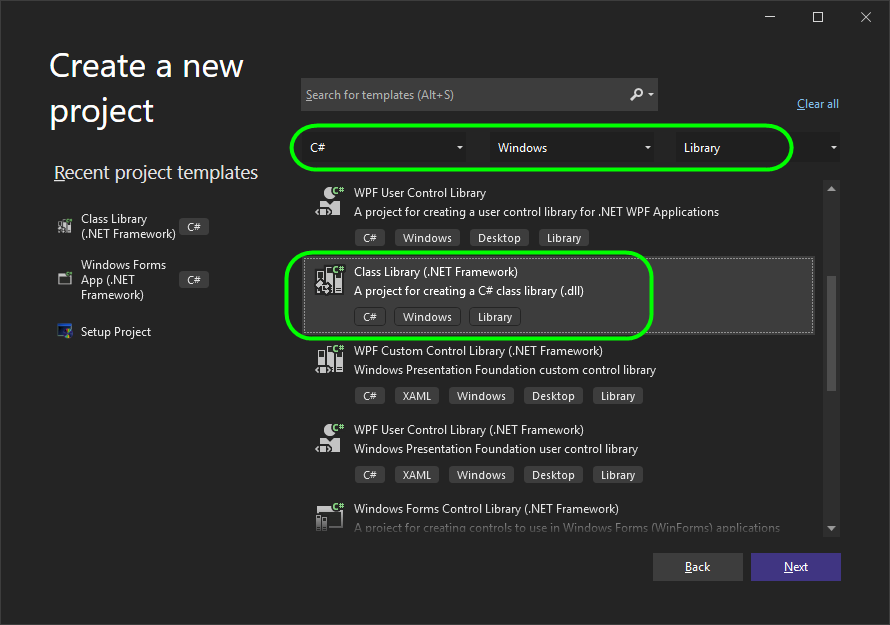 Create a new
project
Recent project templates
Class Library
(.NET Framework)
C#
Windows Forms
App (.NET
Framework)
C#
Setup Project
Search for templates (Alt+S)
Clear all
C# Windows Library
C#
WPF User Control Library
A project for creating a user control library for .NET WPF Applications
C# Windows Desktop Library
C#
Class Library (.NET Framework)
A project for creating a C# class library (.dll)
C# Windows Library
C#
WPF Custom Control Library (.NET Framework)
Windows Presentation Foundation custom control library
C# XAML Windows Desktop Library
C#
WPF User Control Library (.NET Framework)
Windows Presentation Foundation user control library
C# XAML Windows Desktop Library
C#
Windows Forms Control Library (.NET Framework)
A project for creating controls to use in Windows Forms (WinForms) applications
Back Next